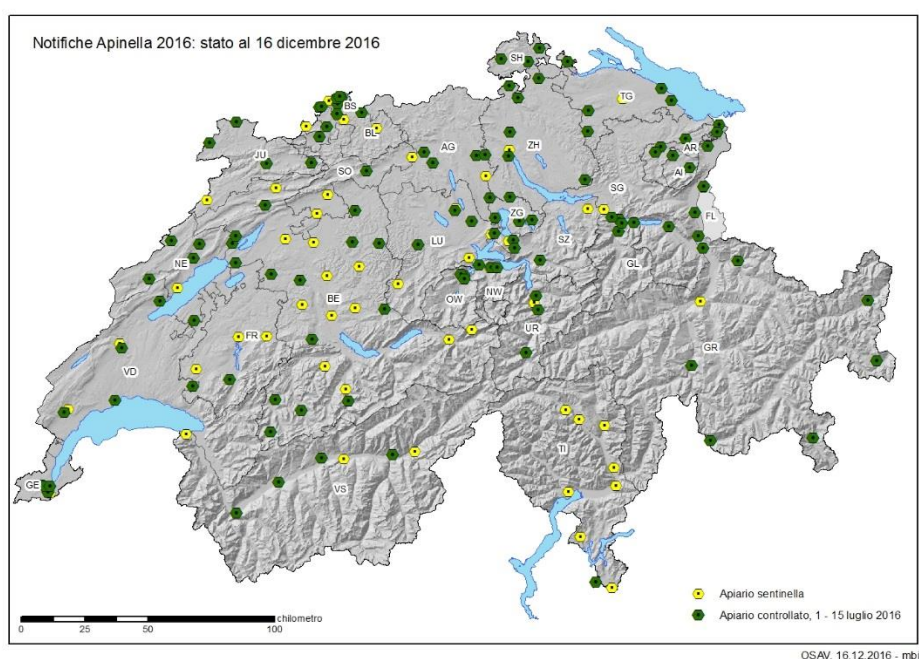 Notifiche Apinella 2016: stato al 16 dicembre 2016
SH
TG
BS
BL
AG
ZH
AR
AI
JU
SO
SG
ZG
FL
LU
SZ
NE
GL
BE
OW
NW
UR
FR
GR
VD
TI
GE
VS
Apiario sentinella
Apiario controllato, 1 - 15 luglio 2016
chilometro
0 25 50 100
OSAV, 16.12.2016 - mbi